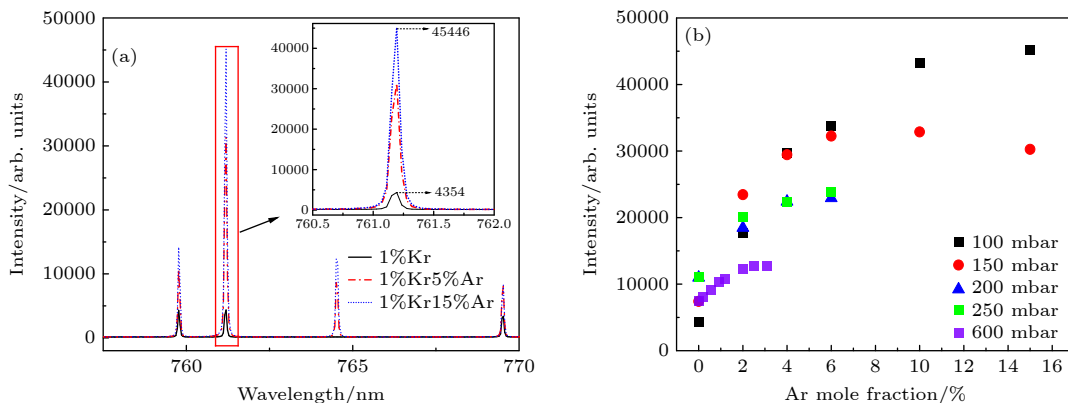 (a)
Intensity/arb. units
50000
40000
30000
20000
10000
0
760
765
770
Wavelength/nm
40000
30000
20000
10000
0
760.5
761.0
761.5
762.0
45446
4354
1%Kr
1%Kr5%Ar
1%Kr15%Ar
(b)
Intensity/arb. units
50000
40000
30000
20000
10000
0
0
2
4
6
8
10
12
14
16
Ar mole fraction/%
100 mbar
150 mbar
200 mbar
250 mbar
600 mbar